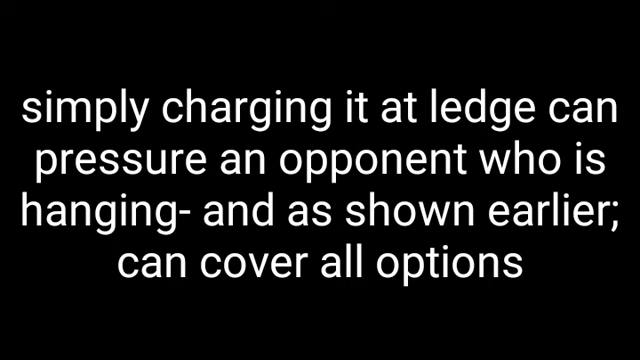 simply charging it at ledge can
pressure an opponent who is
hanging- and as shown earlier;
can cover all options